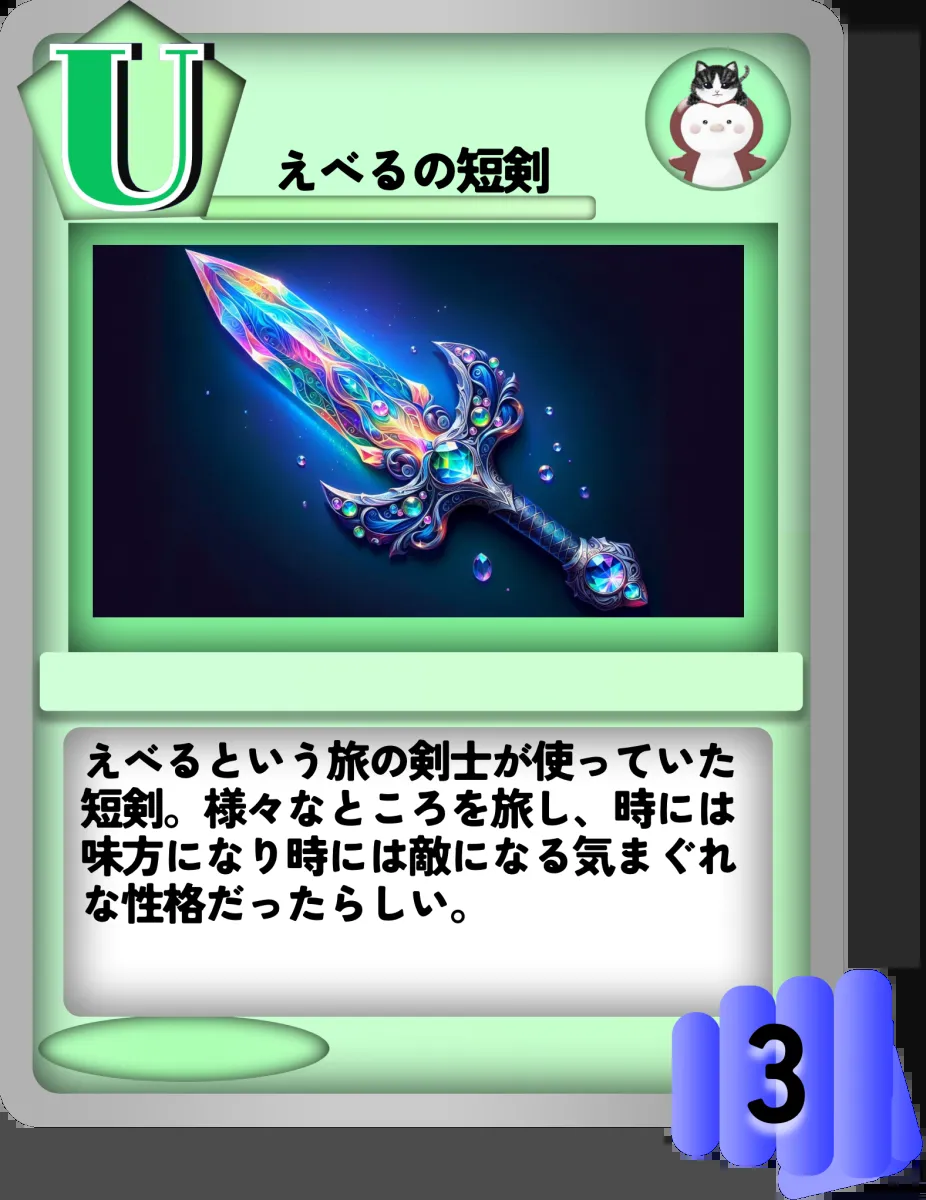 U
えべるの短剣
えべるという旅の剣士が使っていた
短剣。様々なところを旅し、時には
味方になり時には敵になる気まぐれ
な性格だったらしい。
3